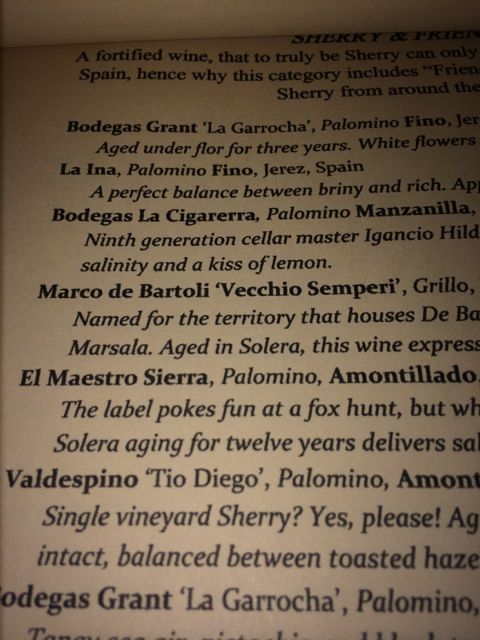 SHERRY & FRIEN
A fortified wine, that to truly be Sherry can only
Spain, hence why this category includes "Frien
Sherry from around the
Bodegas Grant 'La Garrocha', Palomino Fino, Jer
Aged under flor for three years. White flowers
La Ina, Palomino Fino, Jerez, Spain
A perfect balance between briny and rich. App
Bodegas La Cigarerra, Palomino Manzanilla,
Ninth generation cellar master Igancio Hild
salinity and a kiss of lemon.
Marco de Bartoli 'Vecchio Semperi', Grillo,
Named for the territory that houses De Ba
Marsala. Aged in Solera, this wine express
El Maestro Sierra, Palomino, Amontillado,
The label pokes fun at a fox hunt, but wh
Solera aging for twelve years delivers sal
Valdespino 'Tio Diego', Palomino, Amont
Single vineyard Sherry? Yes, please! Ag
intact, balanced between toasted haze
odegas Grant 'La Garrocha', Palomino,